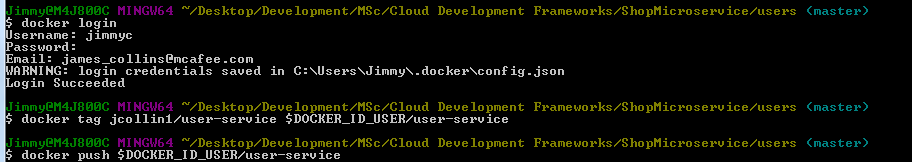 Jimmy@M4J800C MINGW64 ~/Desktop/Development/MSc/Cloud Development Frameworks/ShopMicroservice/users (master)
$ docker login
Username: jimmyc
Password:
Email: james_collins@mcafee.com
WARNING: login credentials saved in C:\Users\Jimmy\.docker\config.json
Login Succeeded
Jimmy@M4J800C MINGW64 ~/Desktop/Development/MSc/Cloud Development Frameworks/ShopMicroservice/users (master)
$ docker tag jcollin1/user-service $DOCKER_ID_USER/user-service
Jimmy@M4J800C MINGW64 ~/Desktop/Development/MSc/Cloud Development Frameworks/ShopMicroservice/users (master)
$ docker push $DOCKER_ID_USER/user-service